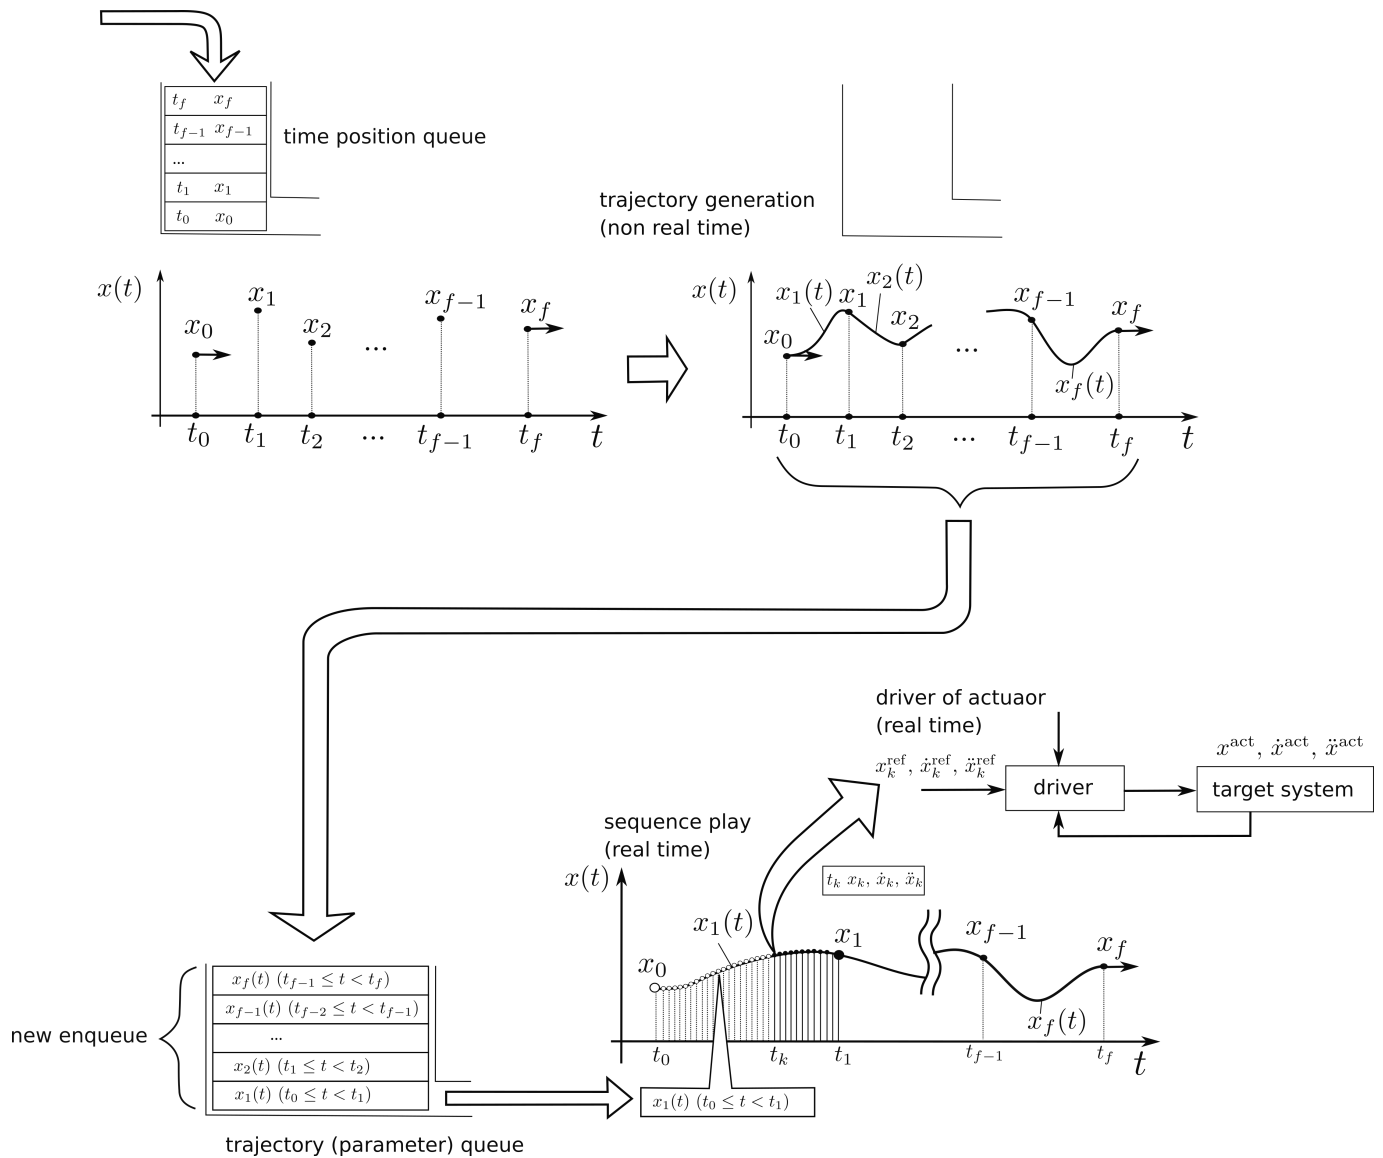 t_f x_f
t_{f-1} x_{f-1}
...
t_1 x_1
t_0 x_0
time position queue
trajectory generation
(non real time)
x(t)
x_0
x_1
x_2
...
x_{f-1}
x_f
t_0 t_1 t_2 ... t_{f-1} t_f t
x(t)
x_0
x_1(t)
x_1
x_2(t)
x_2
...
x_{f-1}
x_f
x_f(t)
t_0 t_1 t_2 ... t_{f-1} t_f t
driver of actuaor
(real time)
x_k^{ref}, ẋ_k^{ref}, ẍ_k^{ref}
driver
x^{act}, ẋ^{act}, ẍ^{act}
target system
sequence play
(real time)
x(t)
t_k x_k, ẋ_k, ẍ_k
x_0
x_1(t)
x_1
x_{f-1}
x_f
x_f(t)
t_0 t_k t_1 t_{f-1} t_f t
x_1(t) (t_0 ≤ t < t_1)
new enqueue
x_f(t) (t_{f-1} ≤ t < t_f)
x_{f-1}(t) (t_{f-2} ≤ t < t_{f-1})
...
x_2(t) (t_1 ≤ t < t_2)
x_1(t) (t_0 ≤ t < t_1)
trajectory (parameter) queue